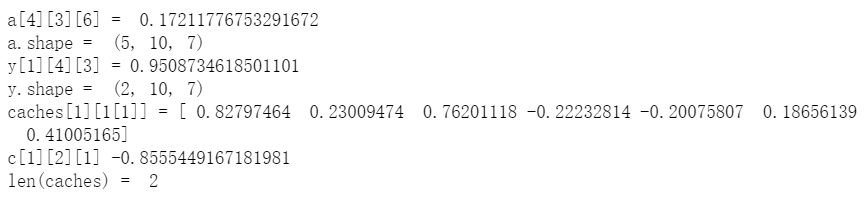 a[4][3][6] =  0.17211776753291672
a.shape =  (5, 10, 7)
y[1][4][3] = 0.9508734618501101
y.shape =  (2, 10, 7)
caches[1][1[1]] = [ 0.82797464  0.23009474  0.76201118 -0.22232814 -0.20075807  0.18656139
  0.41005165]
c[1][2][1] -0.8555449167181981
len(caches) =  2